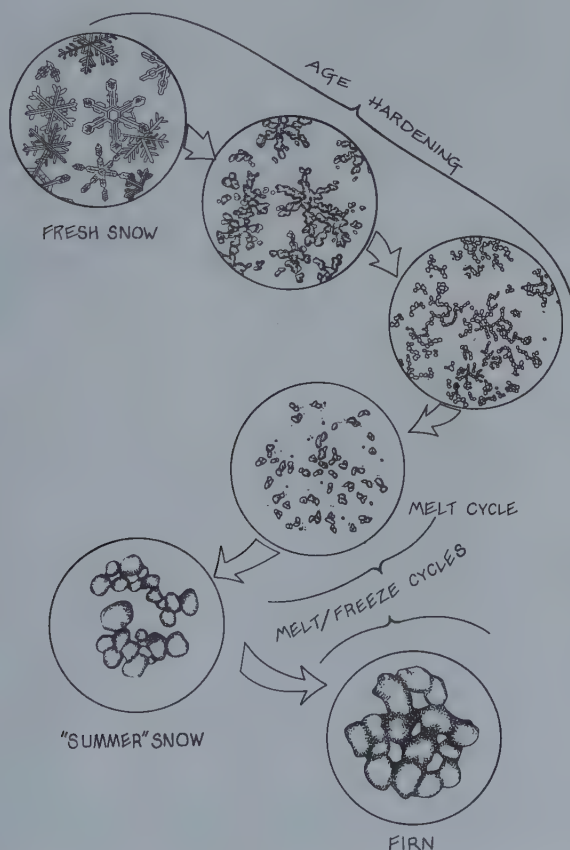 AGE HARDENING
FRESH SNOW
MELT CYCLE
MELT/FREEZE CYCLES
"SUMMER" SNOW
FIRN